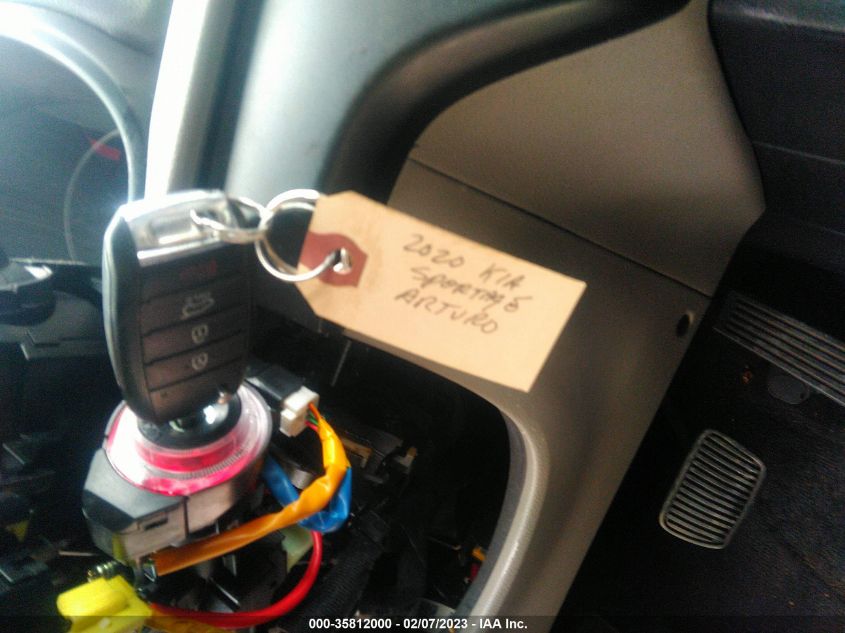 2020 KIA
SPORTAGE
ARTURO
000-35812000 — 02/07/2023 — IAA Inc.